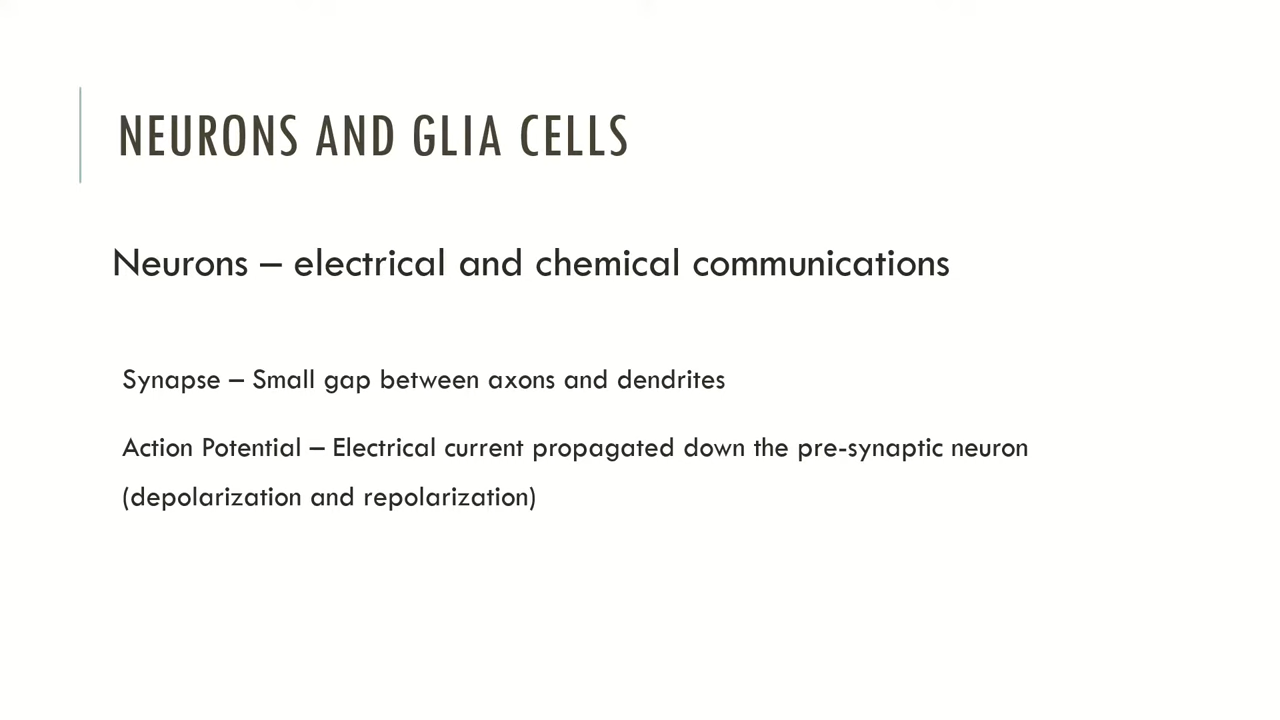 NEURONS AND GLIA CELLS
Neurons – electrical and chemical communications
Synapse – Small gap between axons and dendrites
Action Potential – Electrical current propagated down the pre-synaptic neuron
(depolarization and repolarization)